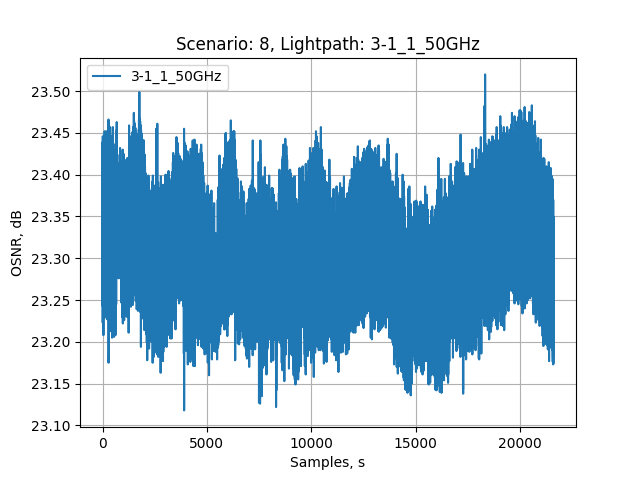 Scenario: 8, Lightpath: 3-1_1_50GHz
3-1_1_50GHz
23.50
23.45
23.40
23.35
23.30
23.25
23.20
23.15
23.10
OSNR, dB
0 5000 10000 15000 20000
Samples, s